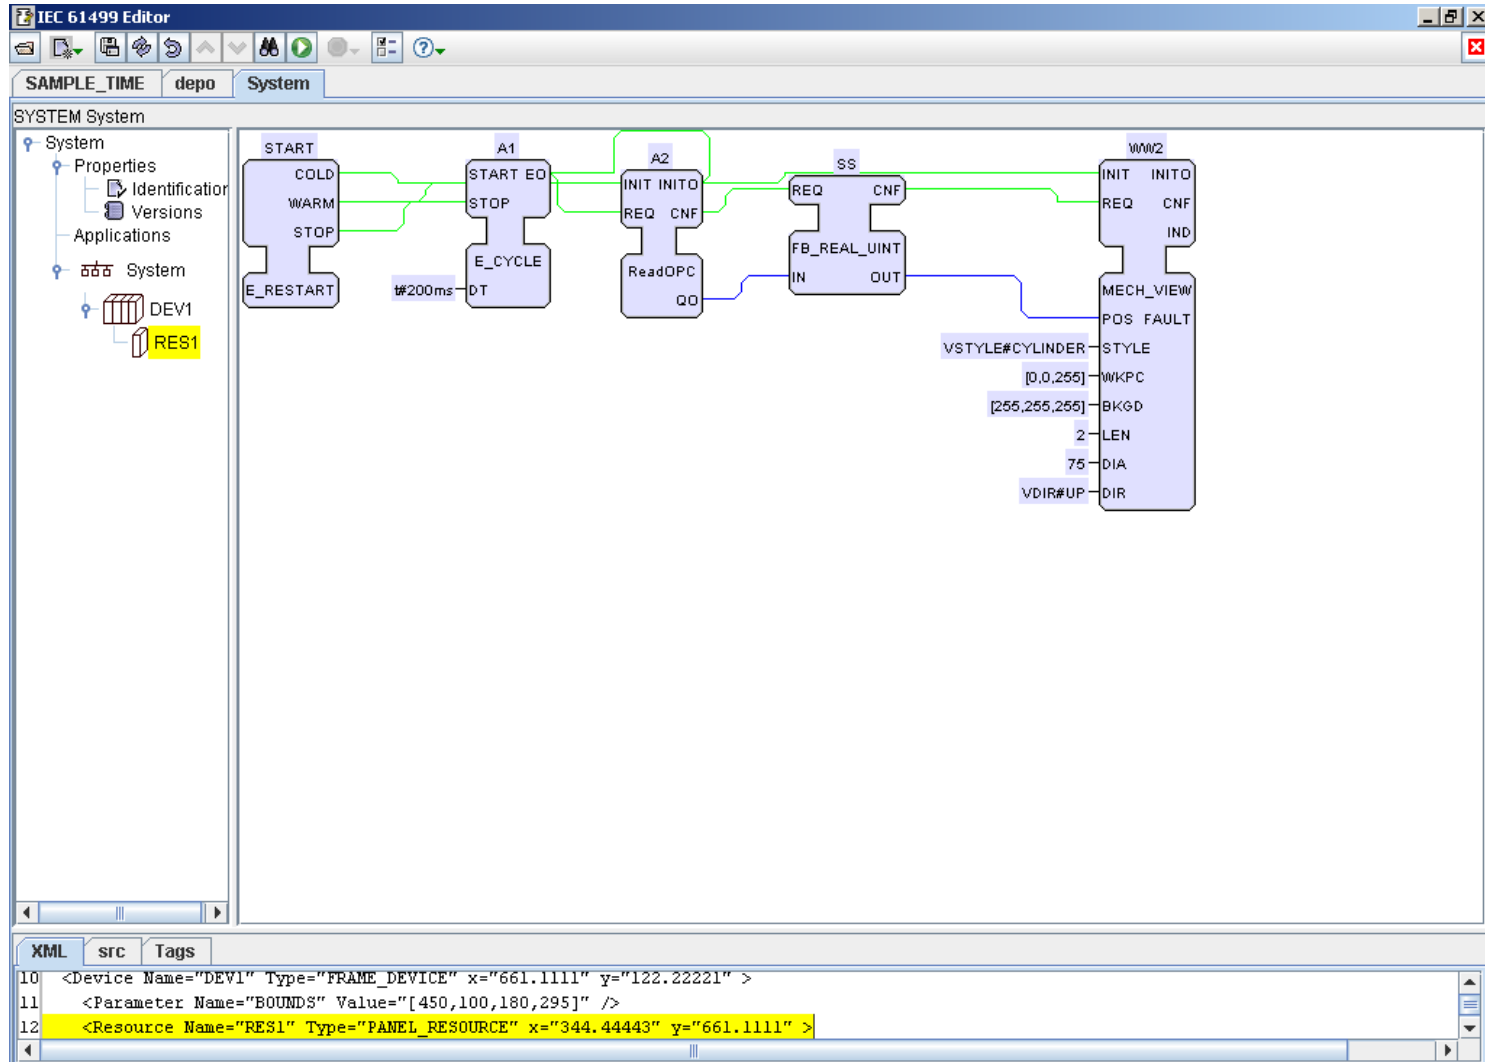 IEC 61499 Editor
SAMPLE_TIME depo System
SYSTEM System
System
Properties
Identification
Versions
Applications
System
DEV1
RES1
START
COLD
WARM
STOP
E_RESTART
A1
START EO
STOP
E_CYCLE
t#200ms DT
A2
INIT INITO
REQ CNF
ReadOPC
QO
SS
REQ CNF
FB_REAL_UINT
IN OUT
WW2
INIT INITO
REQ CNF
IND
MECH_VIEW
POS FAULT
VSTYLE#CYLINDER STYLE
[0,0,255] WKPC
[255,255,255] BKGD
2 LEN
75 DIA
VDIR#UP DIR
XML src Tags
10 <Device Name="DEV1" Type="FRAME_DEVICE" x="661.1111" y="122.22221" >
11 <Parameter Name="BOUNDS" Value="[450,100,180,295]" />
12 <Resource Name="RES1" Type="PANEL_RESOURCE" x="344.44443" y="661.1111" >